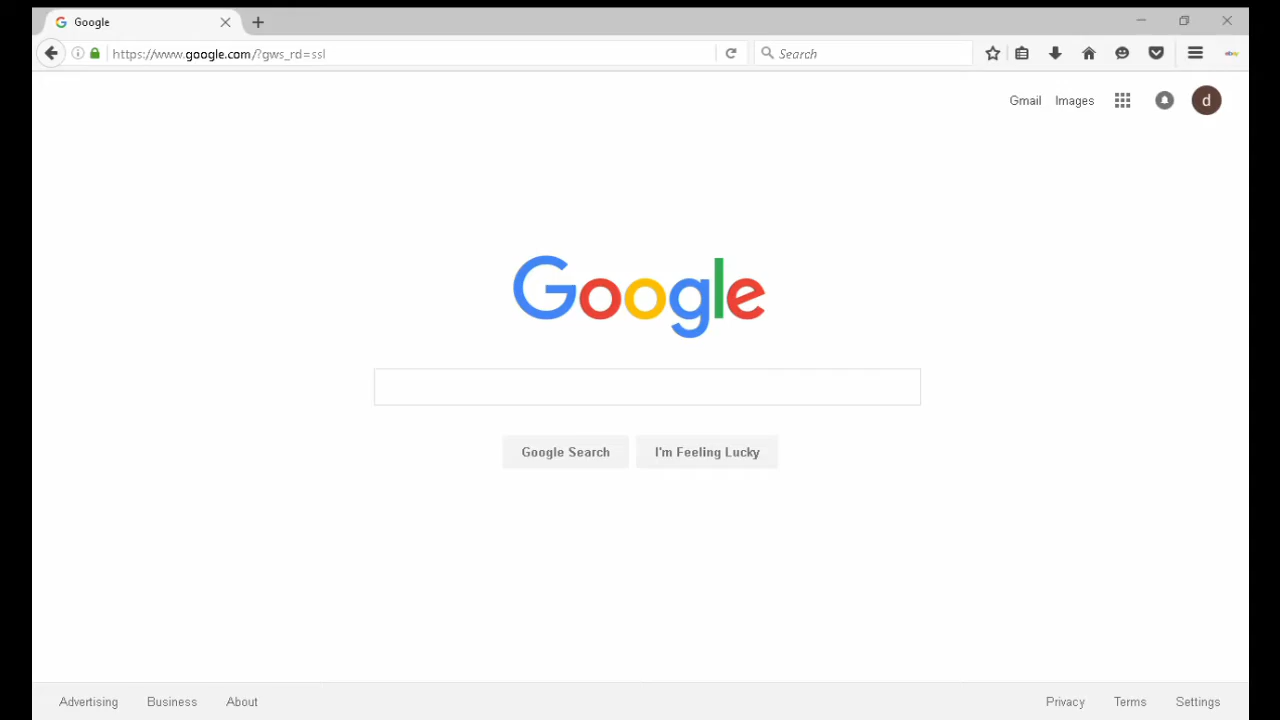 Google
https://www.google.com/?gws_rd=ssl
Search
ebay
Gmail
Images
d
Google
Google Search
I'm Feeling Lucky
Advertising
Business
About
Privacy
Terms
Settings